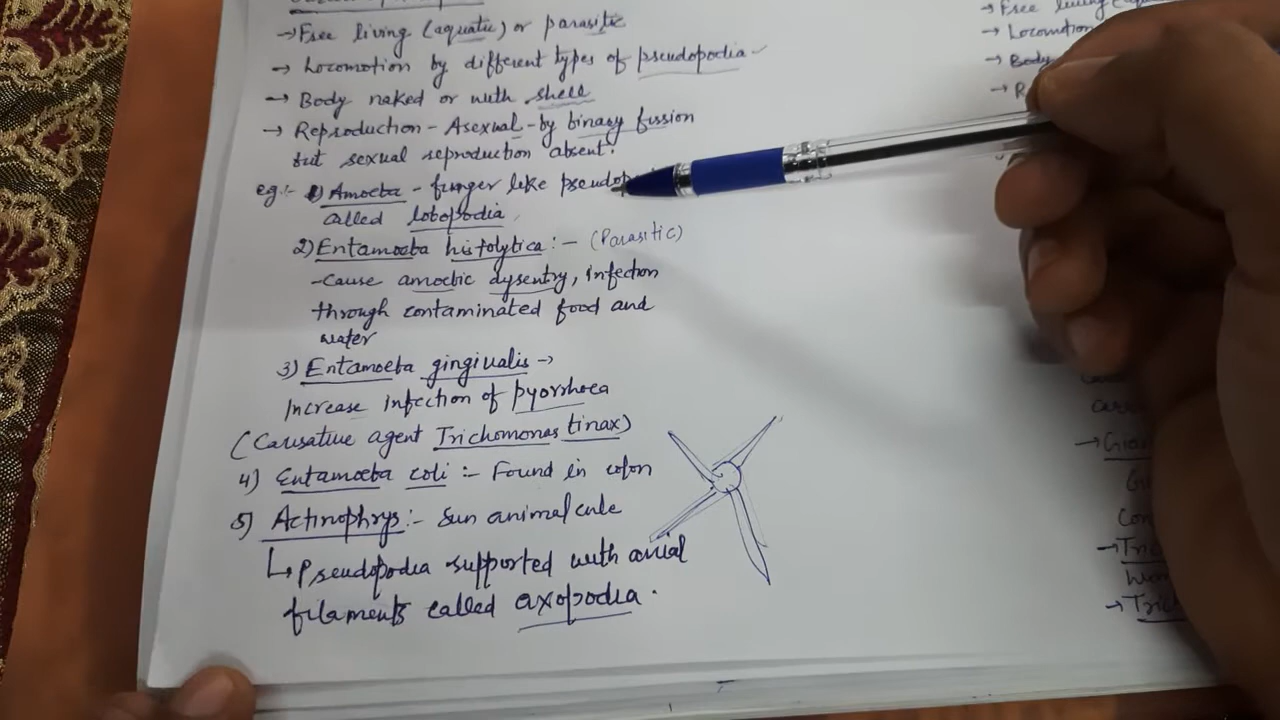 → Free living (aquatic) or parasitic
→ Locomotion by different types of pseudopodia
→ Body naked or with shell
→ Reproduction - Asexual - by binary fission
but sexual reproduction absent.
eg:- 1) Amoeba - finger like pseudop
called lobopodia
2) Entamoeba histolytica :- (Parasitic)
- Cause amoebic dysentry, infection
through contaminated food and
water
3) Entamoeba gingivalis →
Increase infection of pyorrhoea
(Causative agent Trichomonas tinax)
4) Entamoeba coli :- Found in colon
5) Actinophrys :- Sun animalcule
↳ Pseudopodia supported with axial
filaments called axopodia.
→ Free living
→ Locomotion
→ Body